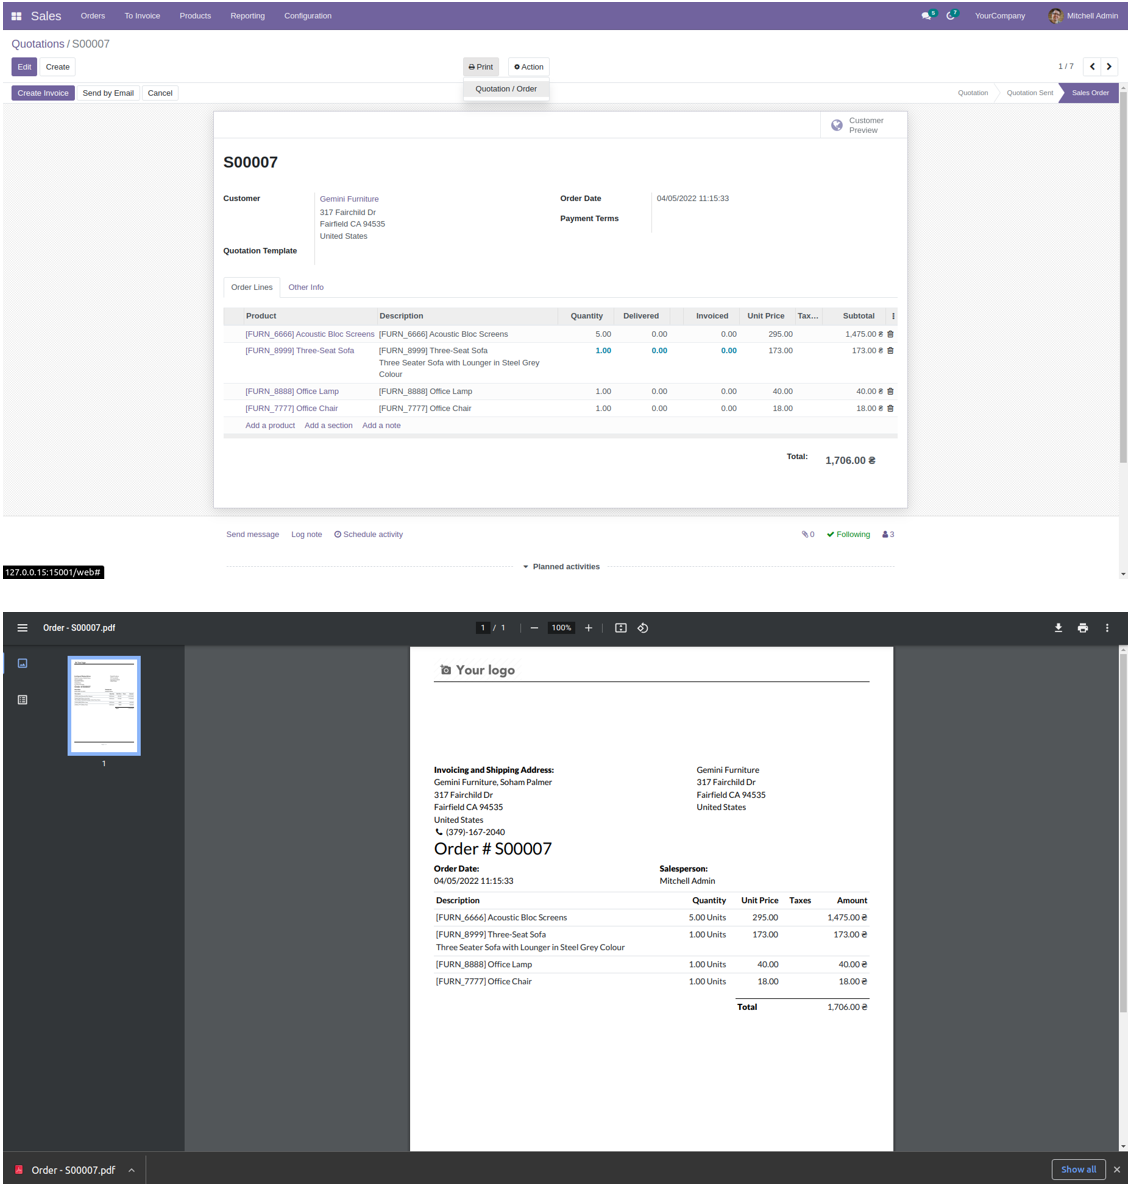 Sales Orders To Invoice Products Reporting Configuration 5 7 YourCompany Mitchell Admin
Quotations / S00007
Edit Create Print Action 1 / 7
Quotation / Order
Create Invoice Send by Email Cancel Quotation Quotation Sent Sales Order
Customer
Preview
S00007
Customer Gemini Furniture Order Date 04/05/2022 11:15:33
317 Fairchild Dr
Fairfield CA 94535 Payment Terms
United States
Quotation Template
Order Lines Other Info
Product Description Quantity Delivered Invoiced Unit Price Tax... Subtotal
[FURN_6666] Acoustic Bloc Screens [FURN_6666] Acoustic Bloc Screens 5.00 0.00 0.00 295.00 1,475.00 ₴
[FURN_8999] Three-Seat Sofa [FURN_8999] Three-Seat Sofa 1.00 0.00 0.00 173.00 173.00 ₴
Three Seater Sofa with Lounger in Steel Grey
Colour
[FURN_8888] Office Lamp [FURN_8888] Office Lamp 1.00 0.00 0.00 40.00 40.00 ₴
[FURN_7777] Office Chair [FURN_7777] Office Chair 1.00 0.00 0.00 18.00 18.00 ₴
Add a product Add a section Add a note
Total: 1,706.00 ₴
Send message Log note Schedule activity 0 Following 3
Planned activities
127.0.0.15:15001/web#
Order - S00007.pdf 1 / 1 100%
Your logo
1
Invoicing and Shipping Address: Gemini Furniture
Gemini Furniture, Soham Palmer 317 Fairchild Dr
317 Fairchild Dr Fairfield CA 94535
Fairfield CA 94535 United States
United States
(379)-167-2040
Order # S00007
Order Date: Salesperson:
04/05/2022 11:15:33 Mitchell Admin
Description Quantity Unit Price Taxes Amount
[FURN_6666] Acoustic Bloc Screens 5.00 Units 295.00 1,475.00 ₴
[FURN_8999] Three-Seat Sofa 1.00 Units 173.00 173.00 ₴
Three Seater Sofa with Lounger in Steel Grey Colour
[FURN_8888] Office Lamp 1.00 Units 40.00 40.00 ₴
[FURN_7777] Office Chair 1.00 Units 18.00 18.00 ₴
Total 1,706.00 ₴
Order - S00007.pdf Show all